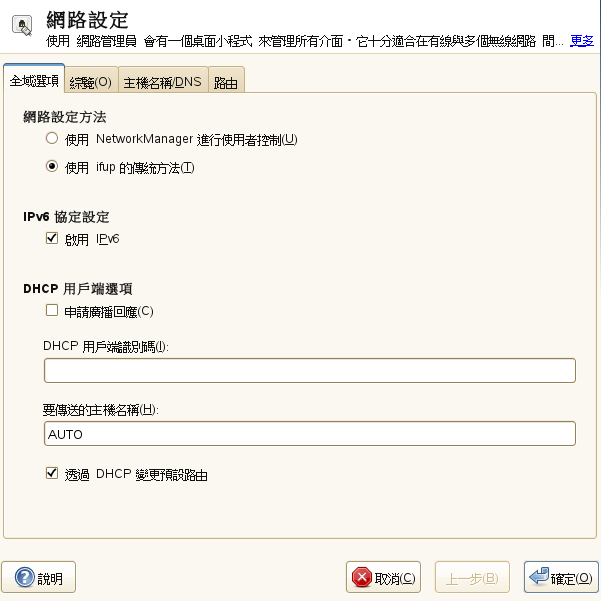 網路設定
使用 網路管理員 會有一個桌面小程式 來管理所有介面。它十分適合在有線與多個無線網路 間... 更多
全域選項 綜覽(O) 主機名稱/DNS 路由
網路設定方法
使用 NetworkManager 進行使用者控制(U)
使用 ifup 的傳統方法(T)
IPv6 協定設定
啟用 IPv6
DHCP 用戶端選項
申請廣播回應(C)
DHCP 用戶端識別碼(I):
要傳送的主機名稱(H):
AUTO
透過 DHCP 變更預設路由
說明 取消(C) 上一步(B) 確定(O)